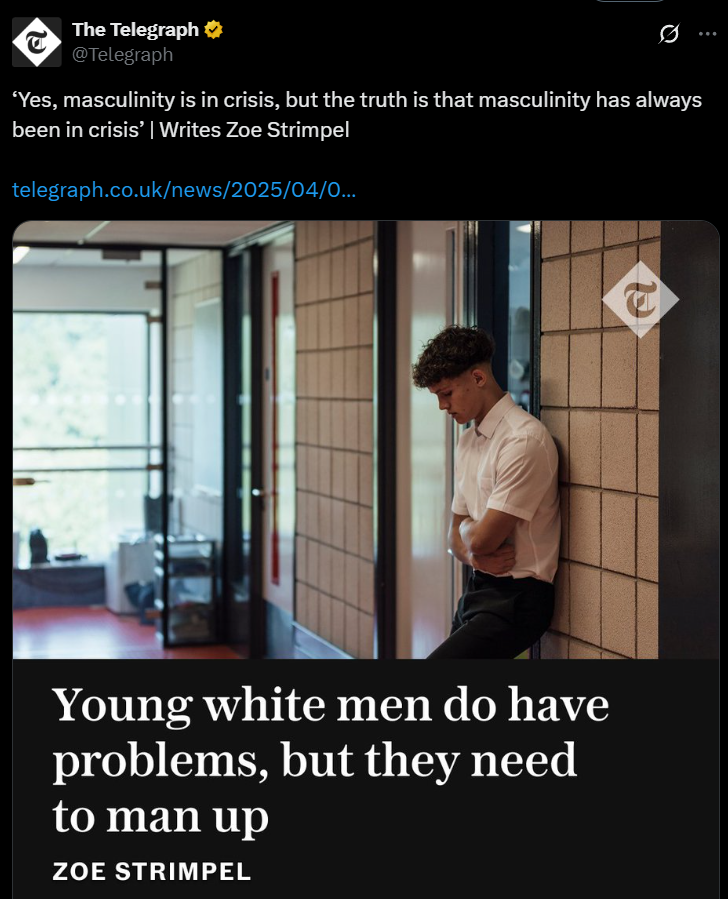 The Telegraph
@Telegraph
‘Yes, masculinity is in crisis, but the truth is that masculinity has always
been in crisis’ | Writes Zoe Strimpel
telegraph.co.uk/news/2025/04/0...
Young white men do have
problems, but they need
to man up
ZOE STRIMPEL